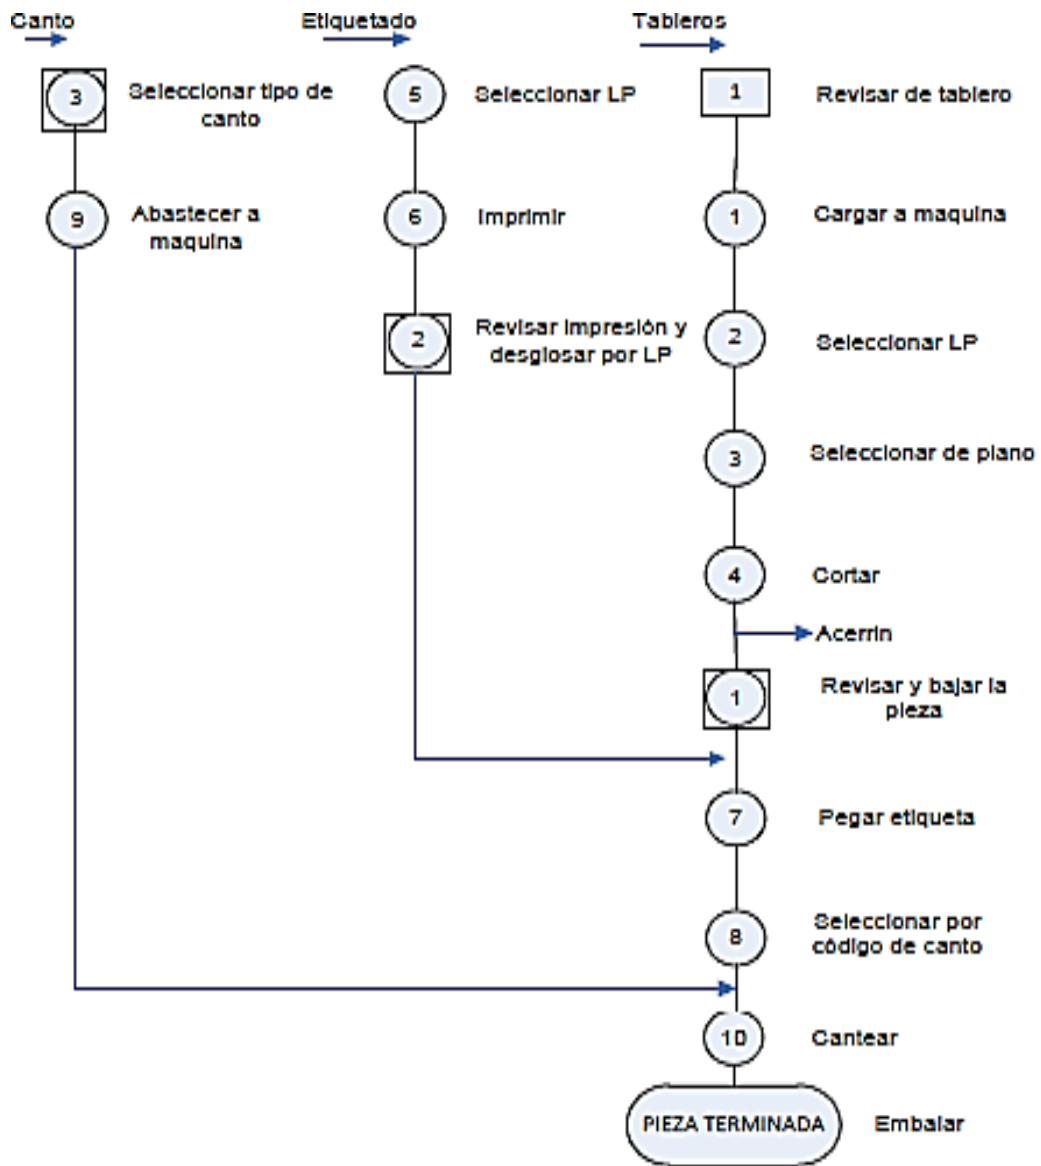 Canto
Etiquetado
Tableros
3
Seleccionar tipo de
canto
5
Seleccionar LP
1
Revisar de tablero
9
Abastecer a
maquina
6
Imprimir
1
Cargar a maquina
2
Revisar impresión y
desglosar por LP
2
Seleccionar LP
3
Seleccionar de plano
4
Cortar
Acerrin
1
Revisar y bajar la
pieza
7
Pegar etiqueta
8
Seleccionar por
código de canto
10
Cantear
PIEZA TERMINADA
Embalar